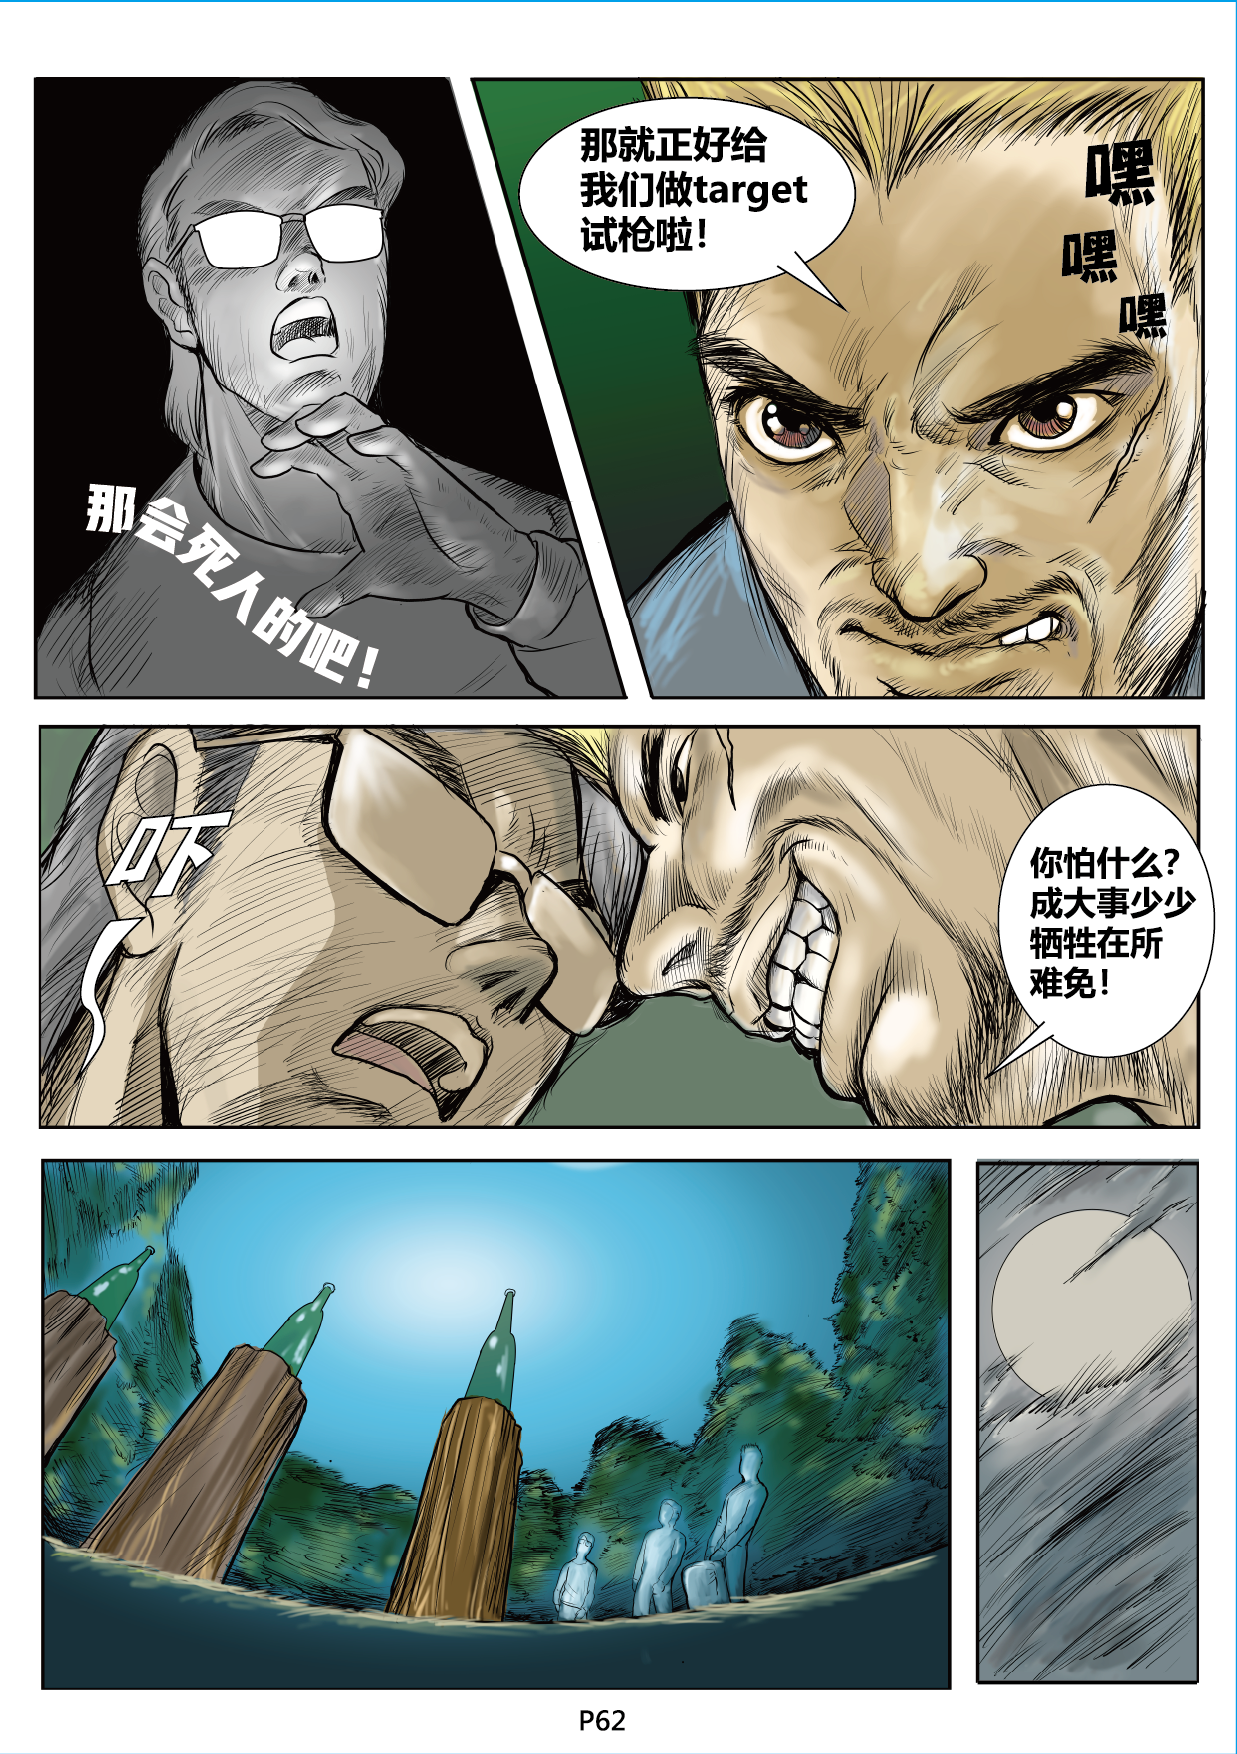 那会死人的吧！
那就正好给
我们做target
试枪啦！
嘿
嘿
嘿
吓
你怕什么？
成大事少少
牺牲在所
难免！
P62